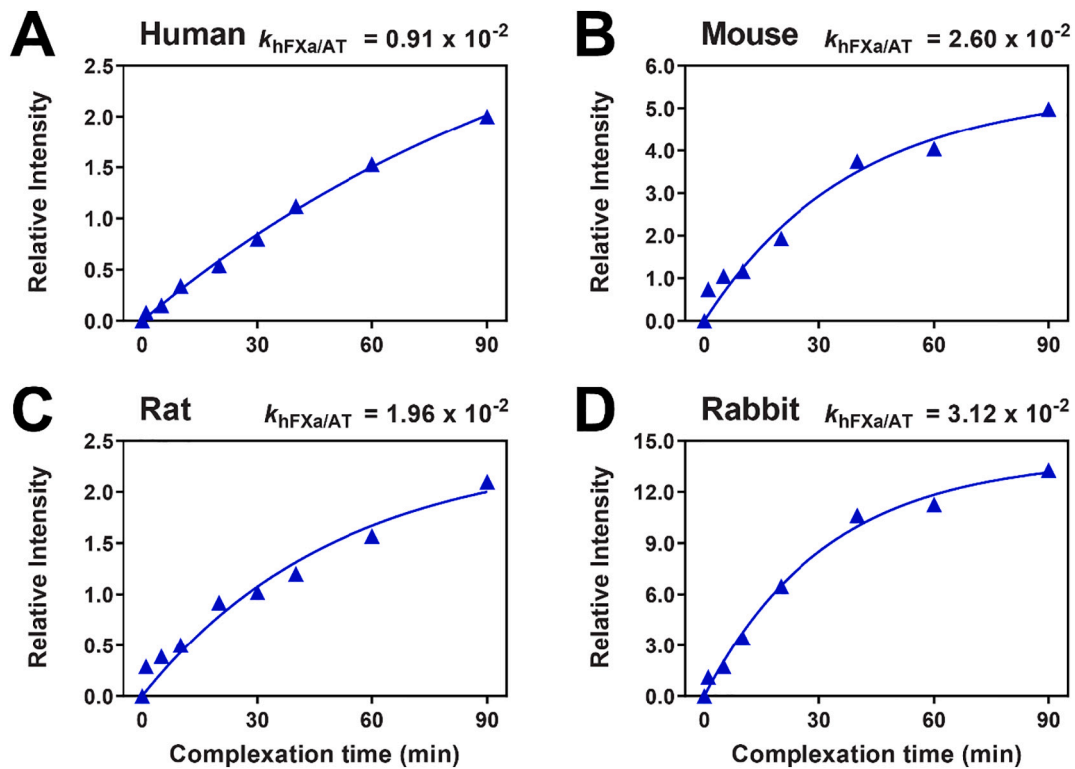 A Human k hFXa/AT = 0.91 x 10-2
2.5
2.0
1.5
1.0
0.5
0.0
Relative Intensity
0 30 60 90
B Mouse k hFXa/AT = 2.60 x 10-2
6.0
5.0
4.0
3.0
2.0
1.0
0.0
Relative Intensity
0 30 60 90
C Rat k hFXa/AT = 1.96 x 10-2
2.5
2.0
1.5
1.0
0.5
0.0
Relative Intensity
0 30 60 90
Complexation time (min)
D Rabbit k hFXa/AT = 3.12 x 10-2
15.0
12.0
9.0
6.0
3.0
0.0
Relative Intensity
0 30 60 90
Complexation time (min)